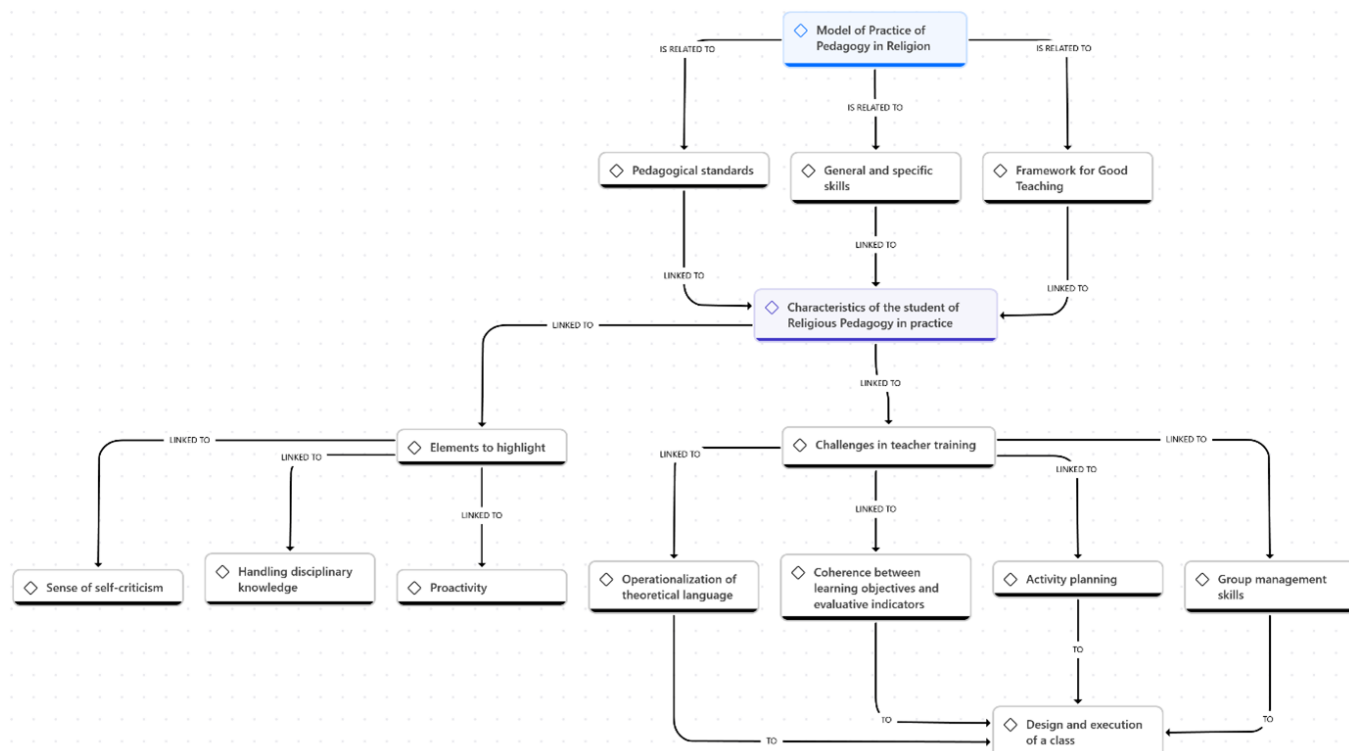 Model of Practice of
Pedagogy in Religion
IS RELATED TO
IS RELATED TO
IS RELATED TO
Pedagogical standards
General and specific
skills
Framework for Good
Teaching
LINKED TO
LINKED TO
LINKED TO
Characteristics of the student of
Religious Pedagogy in practice
LINKED TO
LINKED TO
Elements to highlight
Challenges in teacher training
LINKED TO
LINKED TO
LINKED TO
LINKED TO
LINKED TO
LINKED TO
LINKED TO
Sense of self-criticism
Handling disciplinary
knowledge
Proactivity
Operationalization of
theoretical language
Coherence between
learning objectives and
evaluative indicators
Activity planning
Group management
skills
TO
TO
TO
TO
Design and execution
of a class